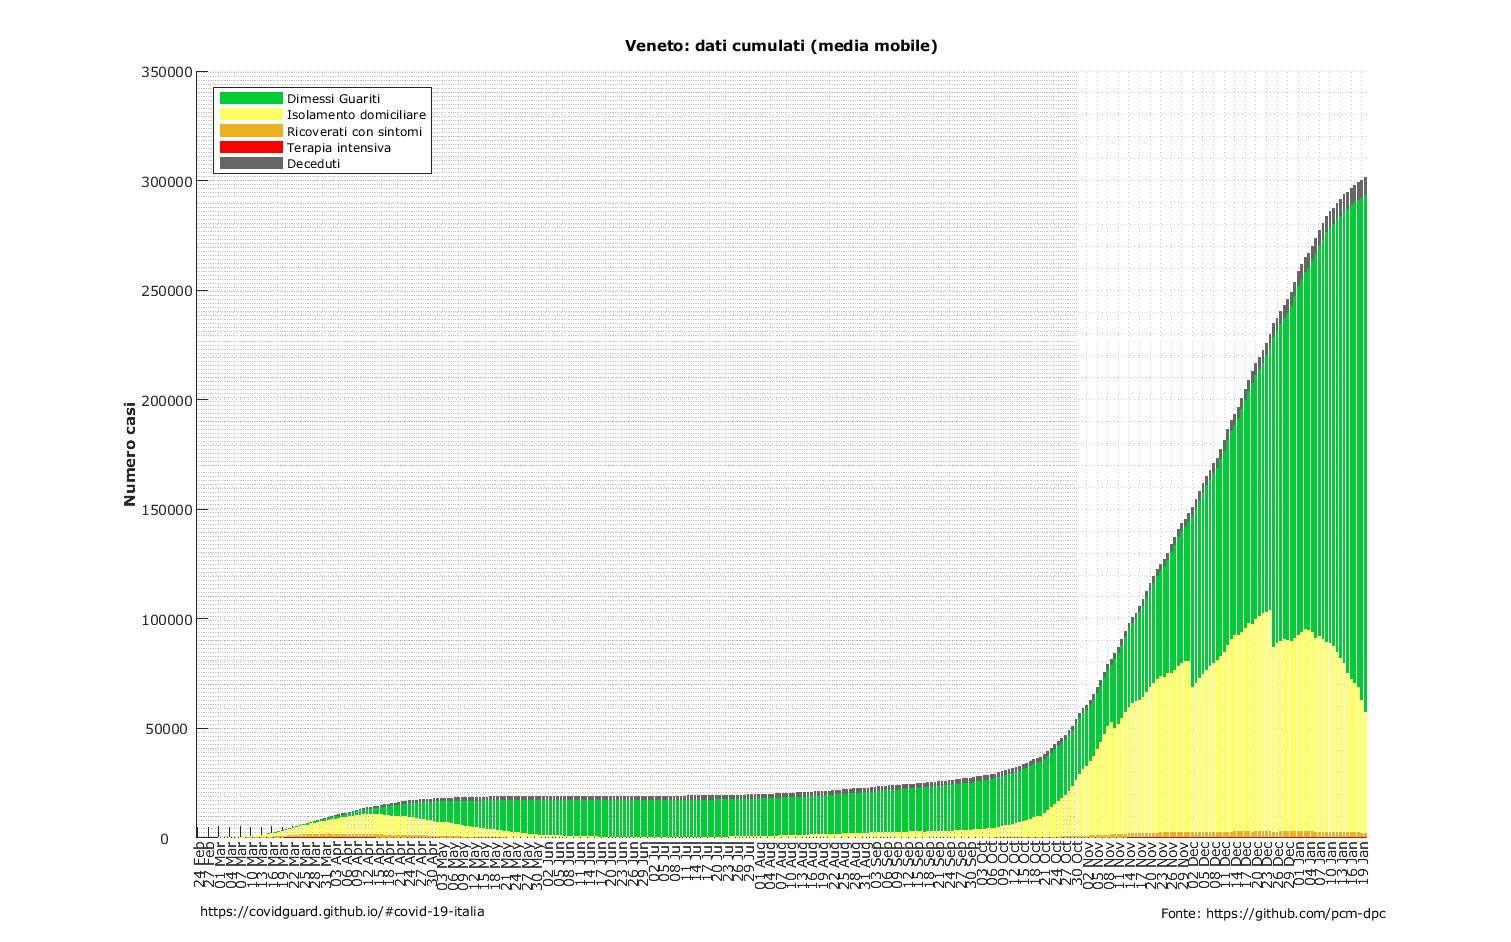 Veneto: dati cumulati (media mobile)
350000
300000
250000
200000
150000
100000
50000
0
Numero casi
Dimessi Guariti
Isolamento domiciliare
Ricoverati con sintomi
Terapia intensiva
Deceduti
24 Feb
27 Feb
01 Mar
04 Mar
07 Mar
10 Mar
13 Mar
16 Mar
19 Mar
22 Mar
25 Mar
28 Mar
31 Mar
03 Apr
06 Apr
09 Apr
12 Apr
15 Apr
18 Apr
21 Apr
24 Apr
27 Apr
30 Apr
03 May
06 May
09 May
12 May
15 May
18 May
21 May
24 May
27 May
30 May
02 Jun
05 Jun
08 Jun
11 Jun
14 Jun
17 Jun
20 Jun
23 Jun
26 Jun
29 Jun
02 Jul
05 Jul
08 Jul
11 Jul
14 Jul
17 Jul
20 Jul
23 Jul
26 Jul
29 Jul
01 Aug
04 Aug
07 Aug
10 Aug
13 Aug
16 Aug
19 Aug
22 Aug
25 Aug
28 Aug
31 Aug
03 Sep
06 Sep
09 Sep
12 Sep
15 Sep
18 Sep
21 Sep
24 Sep
27 Sep
30 Sep
03 Oct
06 Oct
09 Oct
12 Oct
15 Oct
18 Oct
21 Oct
24 Oct
27 Oct
30 Oct
02 Nov
05 Nov
08 Nov
11 Nov
14 Nov
17 Nov
20 Nov
23 Nov
26 Nov
29 Nov
02 Dec
05 Dec
08 Dec
11 Dec
14 Dec
17 Dec
20 Dec
23 Dec
26 Dec
29 Dec
01 Jan
04 Jan
07 Jan
10 Jan
13 Jan
16 Jan
19 Jan
https://covidguard.github.io/#covid-19-italia
Fonte: https://github.com/pcm-dpc